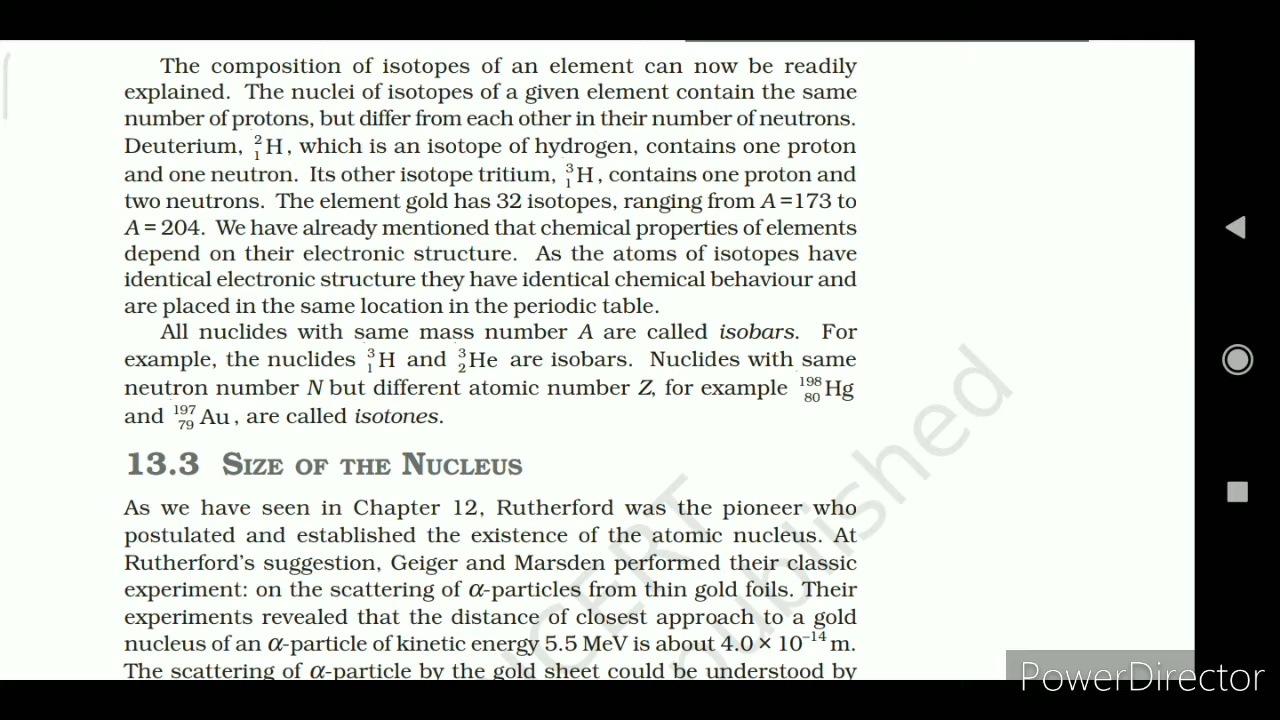 The composition of isotopes of an element can now be readily
explained. The nuclei of isotopes of a given element contain the same
number of protons, but differ from each other in their number of neutrons.
Deuterium, ²₁H, which is an isotope of hydrogen, contains one proton
and one neutron. Its other isotope tritium, ³₁H, contains one proton and
two neutrons. The element gold has 32 isotopes, ranging from A =173 to
A = 204. We have already mentioned that chemical properties of elements
depend on their electronic structure. As the atoms of isotopes have
identical electronic structure they have identical chemical behaviour and
are placed in the same location in the periodic table.
All nuclides with same mass number A are called isobars. For
example, the nuclides ³₁H and ³₂He are isobars. Nuclides with same
neutron number N but different atomic number Z, for example ¹⁹⁸₈₀Hg
and ¹⁹⁷₇₉Au, are called isotones.
13.3 SIZE OF THE NUCLEUS
As we have seen in Chapter 12, Rutherford was the pioneer who
postulated and established the existence of the atomic nucleus. At
Rutherford's suggestion, Geiger and Marsden performed their classic
experiment: on the scattering of α-particles from thin gold foils. Their
experiments revealed that the distance of closest approach to a gold
nucleus of an α-particle of kinetic energy 5.5 MeV is about 4.0 × 10⁻¹⁴ m.
The scattering of α-particle by the gold sheet could be understood by
PowerDirector